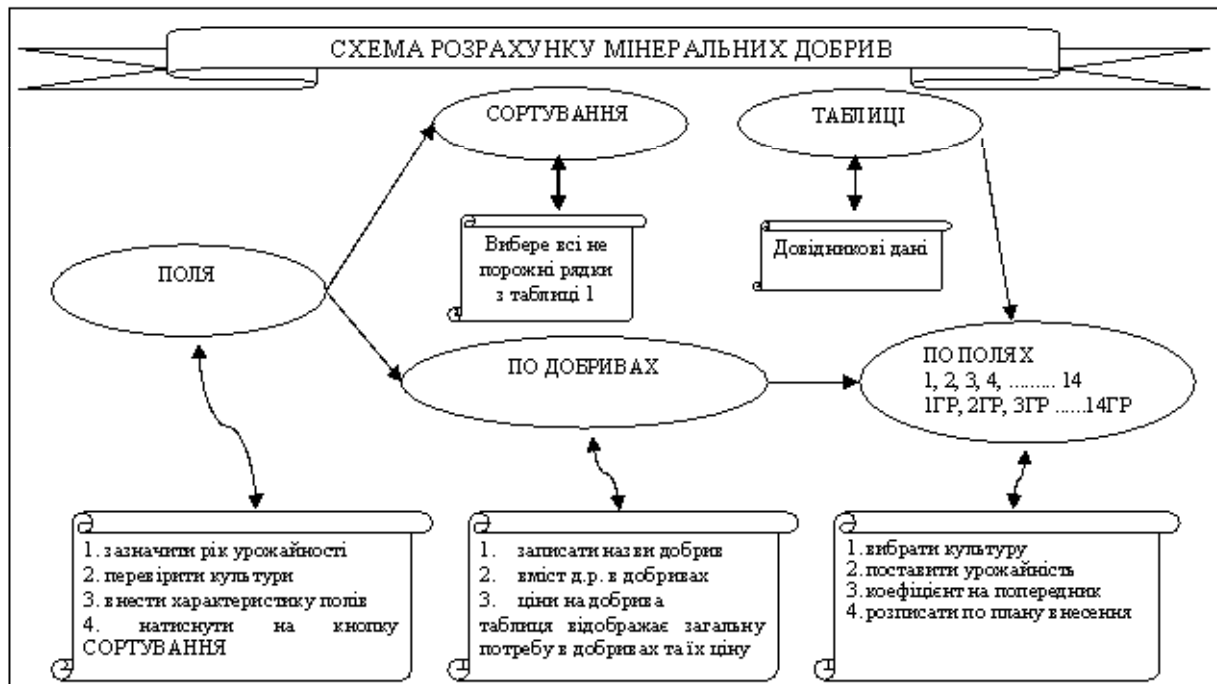 СХЕМА РОЗРАХУНКУ МІНЕРАЛЬНИХ ДОБРИВ
СОРТУВАННЯ
ТАБЛИЦІ
Вибере всі не
порожні рядки
з таблиці 1
Довідникові дані
ПОЛЯ
ПО ДОБРИВАХ
ПО ПОЛЯХ
1, 2, 3, 4, ......... 14
1ГР, 2ГР, 3ГР ......14ГР
1. зазначити рік урожайності
2. перевірити культури
3. внести характеристику полів
4. натиснути на кнопку
СОРТУВАННЯ
1. записати назви добрив
2. вміст д.р. в добривах
3. ціни на добрива
таблиця відображає загальну
потребу в добривах та їх ціну
1. вибрати культуру
2. поставити урожайність
3. коефіцієнт на попередник
4. розписати по плану внесення